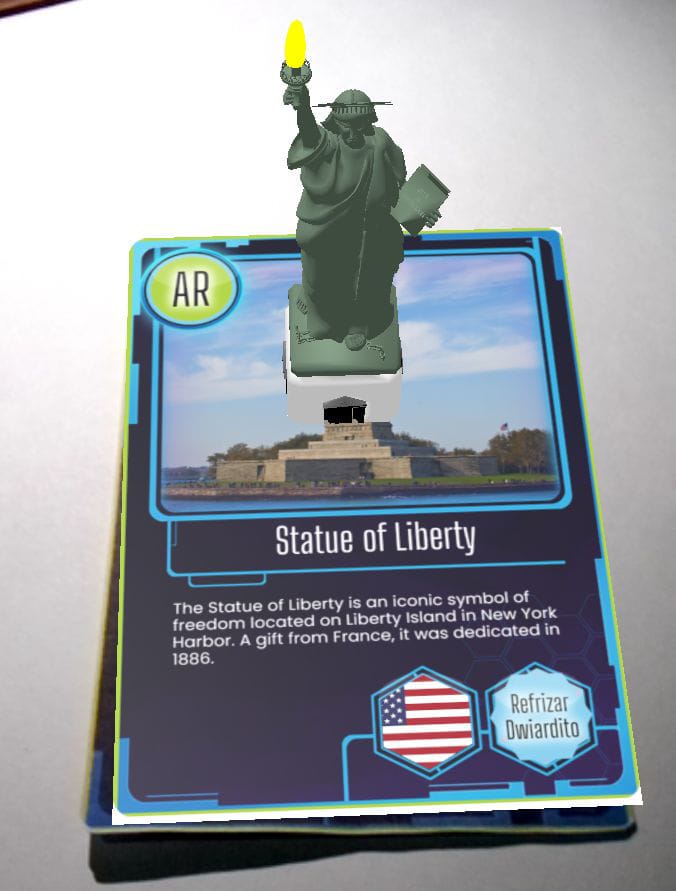 AR
Statue of Liberty
The Statue of Liberty is an iconic symbol of
freedom located on Liberty Island in New York
Harbor. A gift from France, it was dedicated in
1886.
Refrizar
Dwiardito